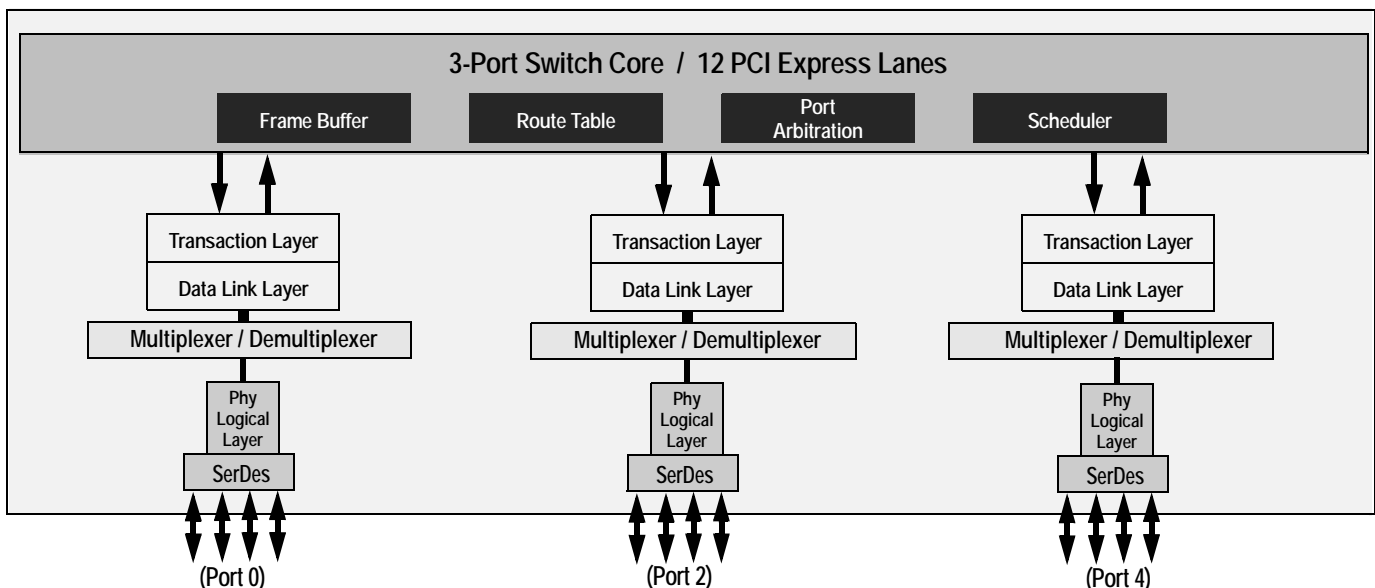 3-Port Switch Core / 12 PCI Express Lanes
Frame Buffer
Route Table
Port
Arbitration
Scheduler
Transaction Layer
Data Link Layer
Multiplexer / Demultiplexer
Phy
Logical
Layer
SerDes
(Port 0)
Transaction Layer
Data Link Layer
Multiplexer / Demultiplexer
Phy
Logical
Layer
SerDes
(Port 2)
Transaction Layer
Data Link Layer
Multiplexer / Demultiplexer
Phy
Logical
Layer
SerDes
(Port 4)